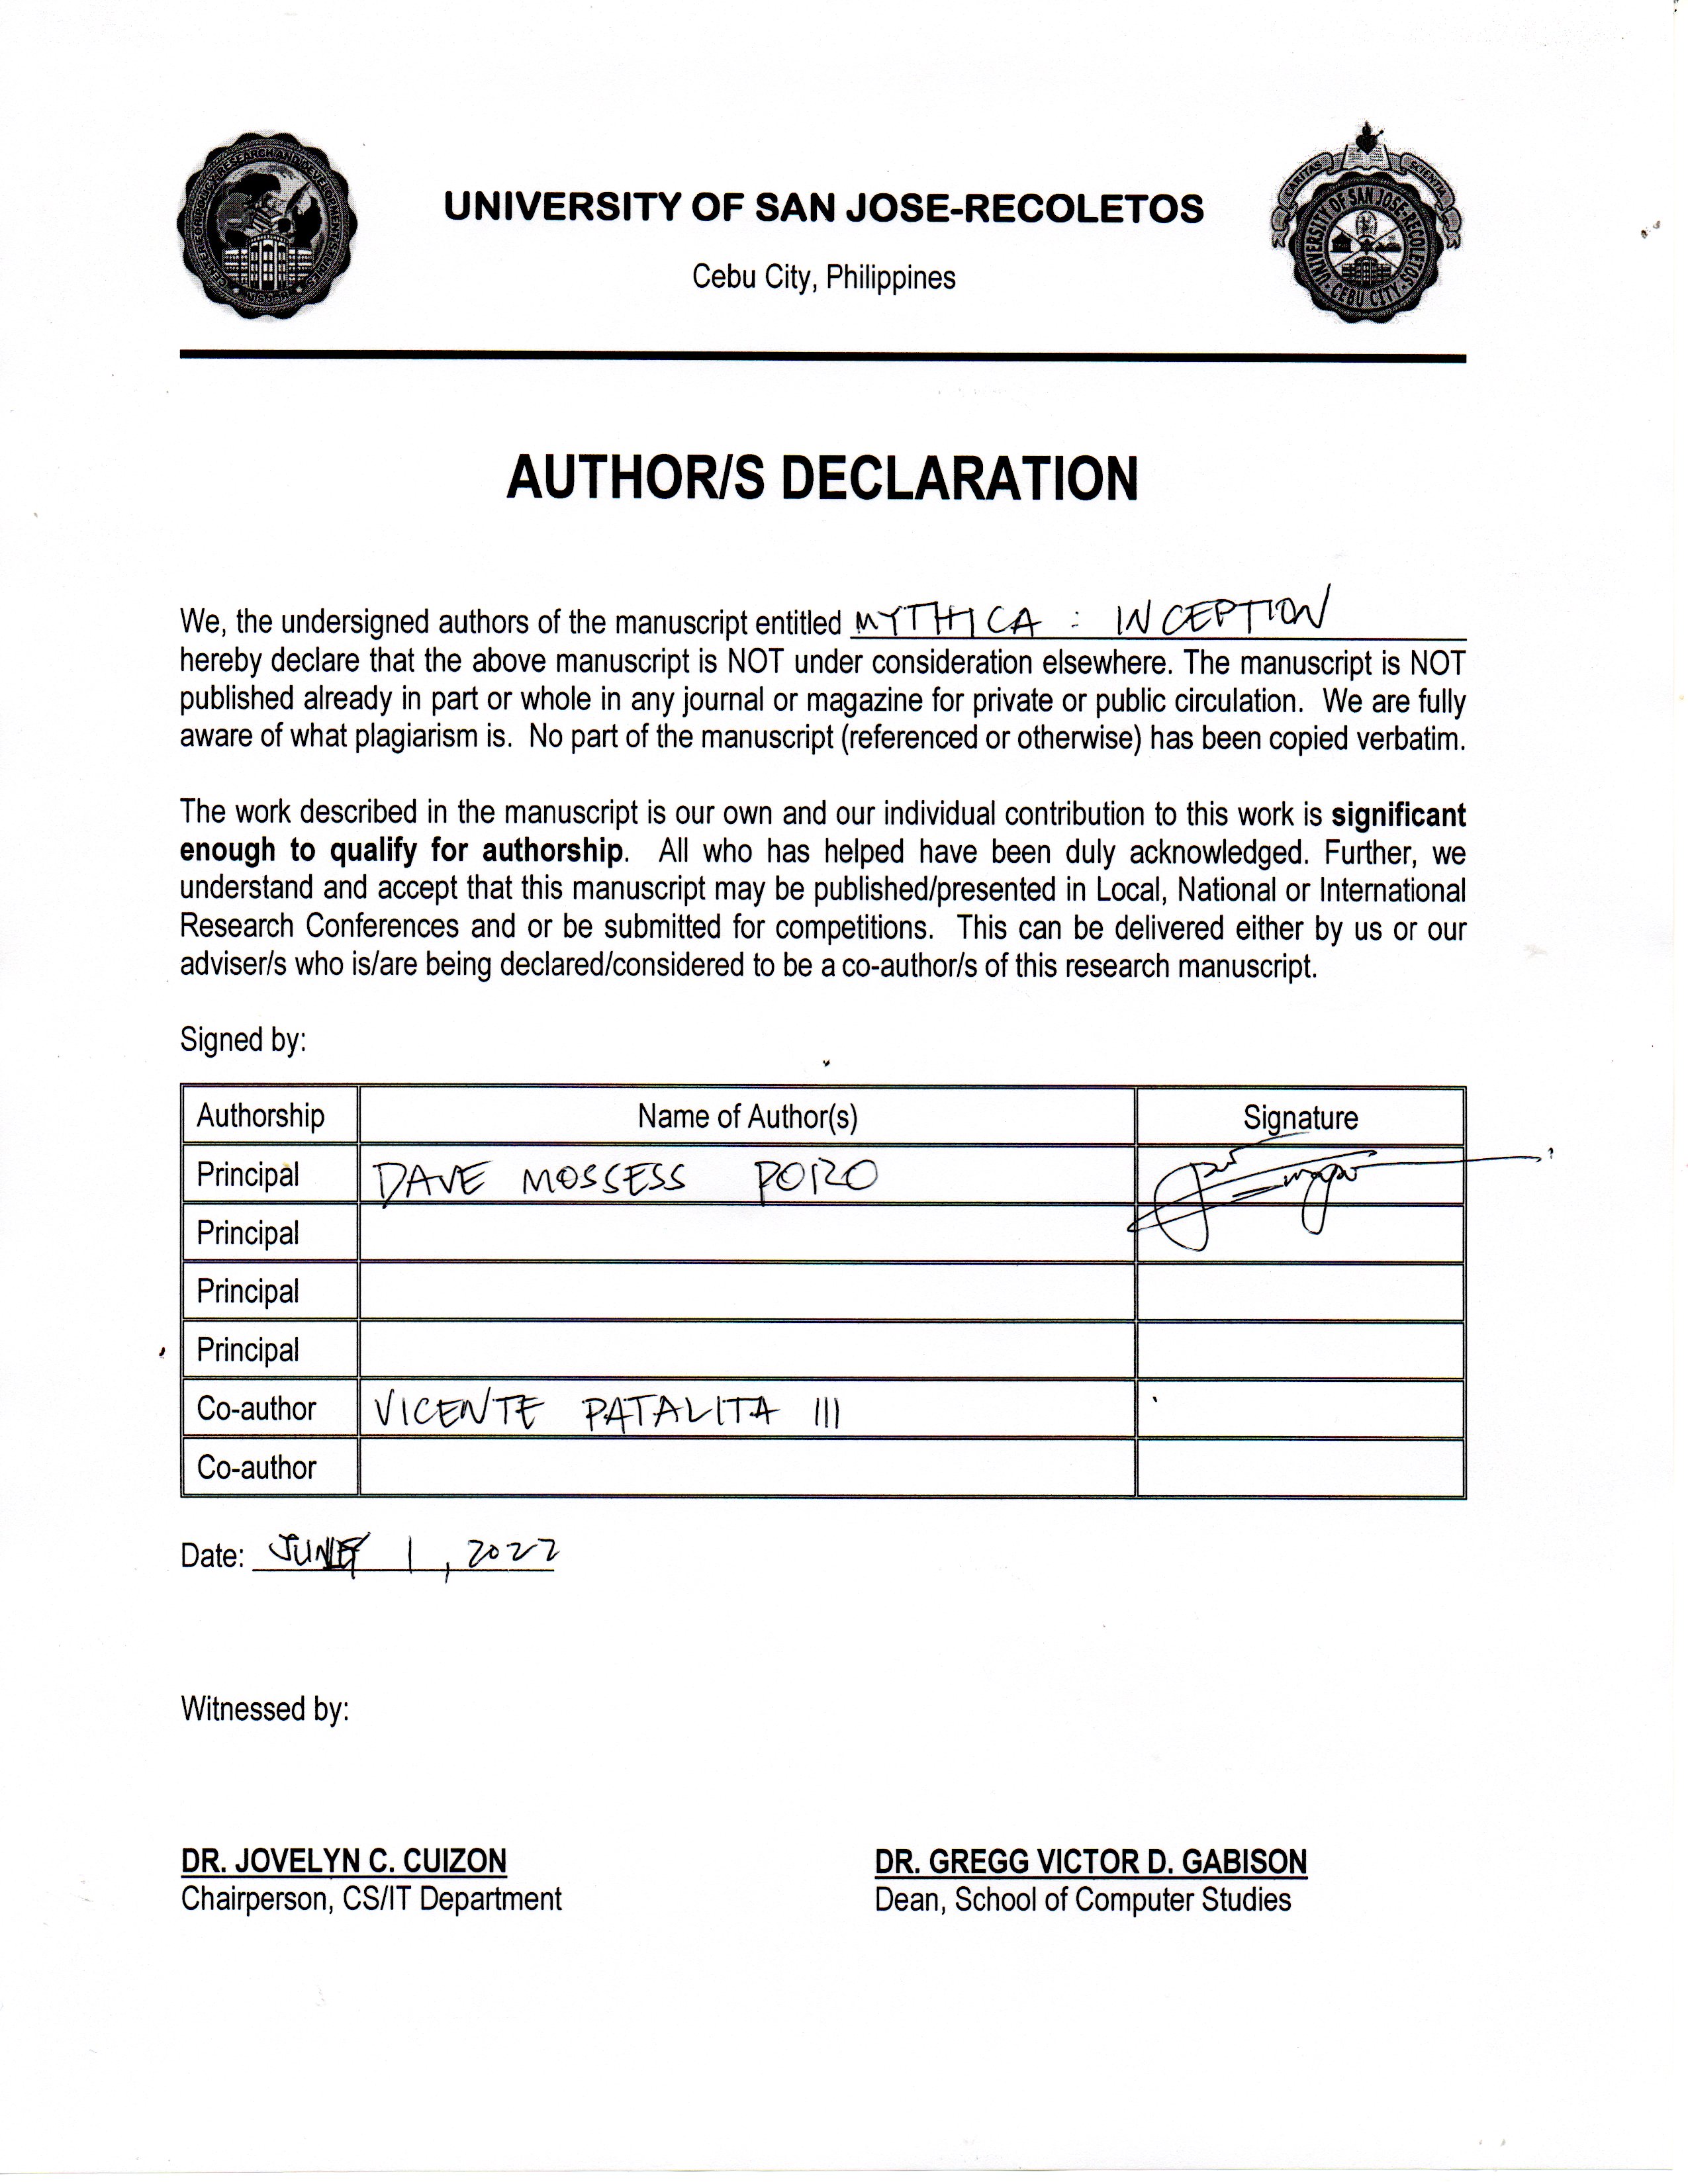 UNIVERSITY OF SAN JOSE-RECOLETOS
Cebu City, Philippines
CARITAS SCIENTIA
UNIVERSITY OF SAN JOSE-RECOLETOS
CEBU CITY
AUTHOR/S DECLARATION
We, the undersigned authors of the manuscript entitled MYTHICA : INCEPTION
hereby declare that the above manuscript is NOT under consideration elsewhere. The manuscript is NOT
published already in part or whole in any journal or magazine for private or public circulation. We are fully
aware of what plagiarism is. No part of the manuscript (referenced or otherwise) has been copied verbatim.
The work described in the manuscript is our own and our individual contribution to this work is significant
enough to qualify for authorship. All who has helped have been duly acknowledged. Further, we
understand and accept that this manuscript may be published/presented in Local, National or International
Research Conferences and or be submitted for competitions. This can be delivered either by us or our
adviser/s who is/are being declared/considered to be a co-author/s of this research manuscript.
Signed by:
Authorship Name of Author(s) Signature
Principal DAVE MOSSESS PORO
Principal
Principal
Principal
Co-author VICENTE PATALITA III
Co-author
Date: JUNE 1, 2022
Witnessed by:
DR. JOVELYN C. CUIZON DR. GREGG VICTOR D. GABISON
Chairperson, CS/IT Department Dean, School of Computer Studies